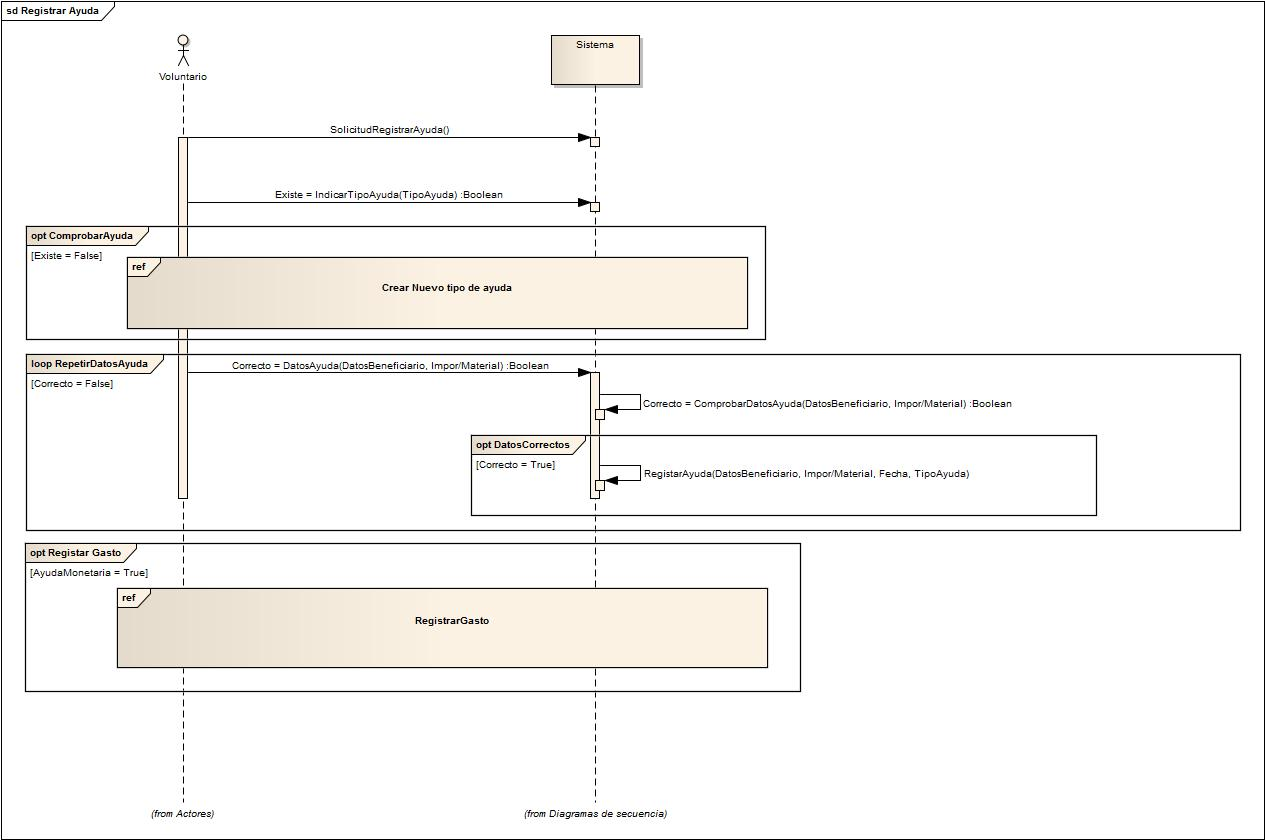 sd Registrar Ayuda
Voluntario
Sistema
SolicitudRegistrarAyuda()
Existe = IndicarTipoAyuda(TipoAyuda) :Boolean
opt ComprobarAyuda
[Existe = False]
ref
Crear Nuevo tipo de ayuda
loop RepetirDatosAyuda
[Correcto = False]
Correcto = DatosAyuda(DatosBeneficiario, Impor/Material) :Boolean
Correcto = ComprobarDatosAyuda(DatosBeneficiario, Impor/Material) :Boolean
opt DatosCorrectos
[Correcto = True]
RegistarAyuda(DatosBeneficiario, Impor/Material, Fecha, TipoAyuda)
opt Registar Gasto
[AyudaMonetaria = True]
ref
RegistrarGasto
(from Actores)
(from Diagramas de secuencia)